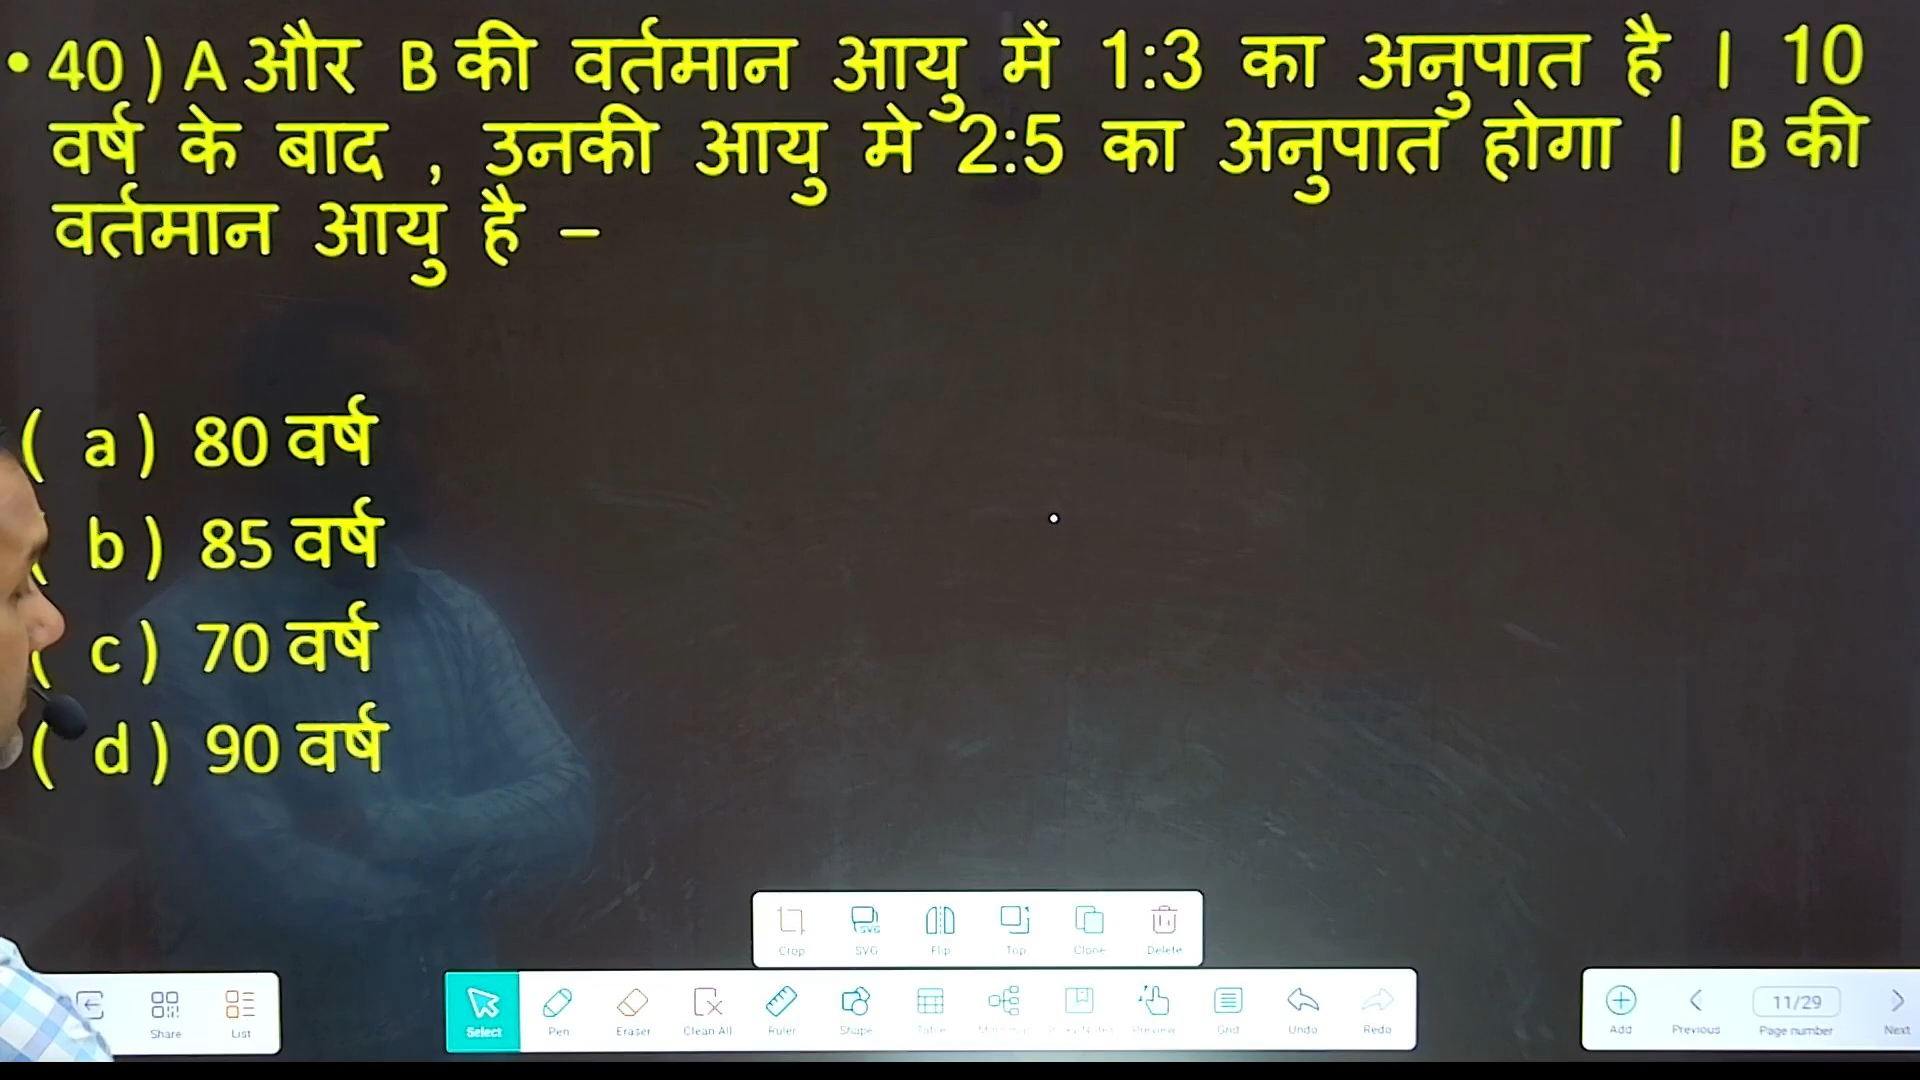 • 40 ) A और B की वर्तमान आयु में 1:3 का अनुपात है । 10
वर्ष के बाद , उनकी आयु मे 2:5 का अनुपात होगा । B की
वर्तमान आयु है –
( a ) 80 वर्ष
( b ) 85 वर्ष
( c ) 70 वर्ष
( d ) 90 वर्ष
Crop SVG Flip Top Clone Delete
Share List
Select Pen Eraser Clean All Ruler Shape Table Preview Grid Undo Redo
11/29
Add Previous Page number Next